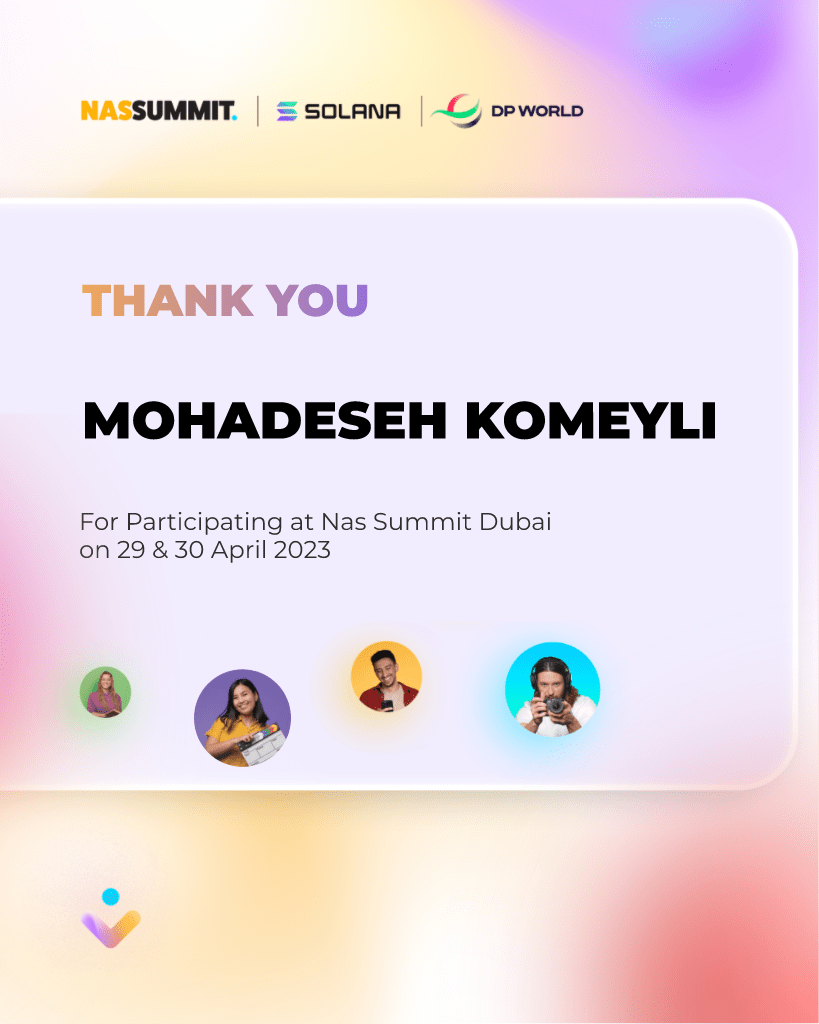 NASSUMMIT. | SOLANA | DP WORLD
THANK YOU
MOHADESEH KOMEYLI
For Participating at Nas Summit Dubai
on 29 & 30 April 2023